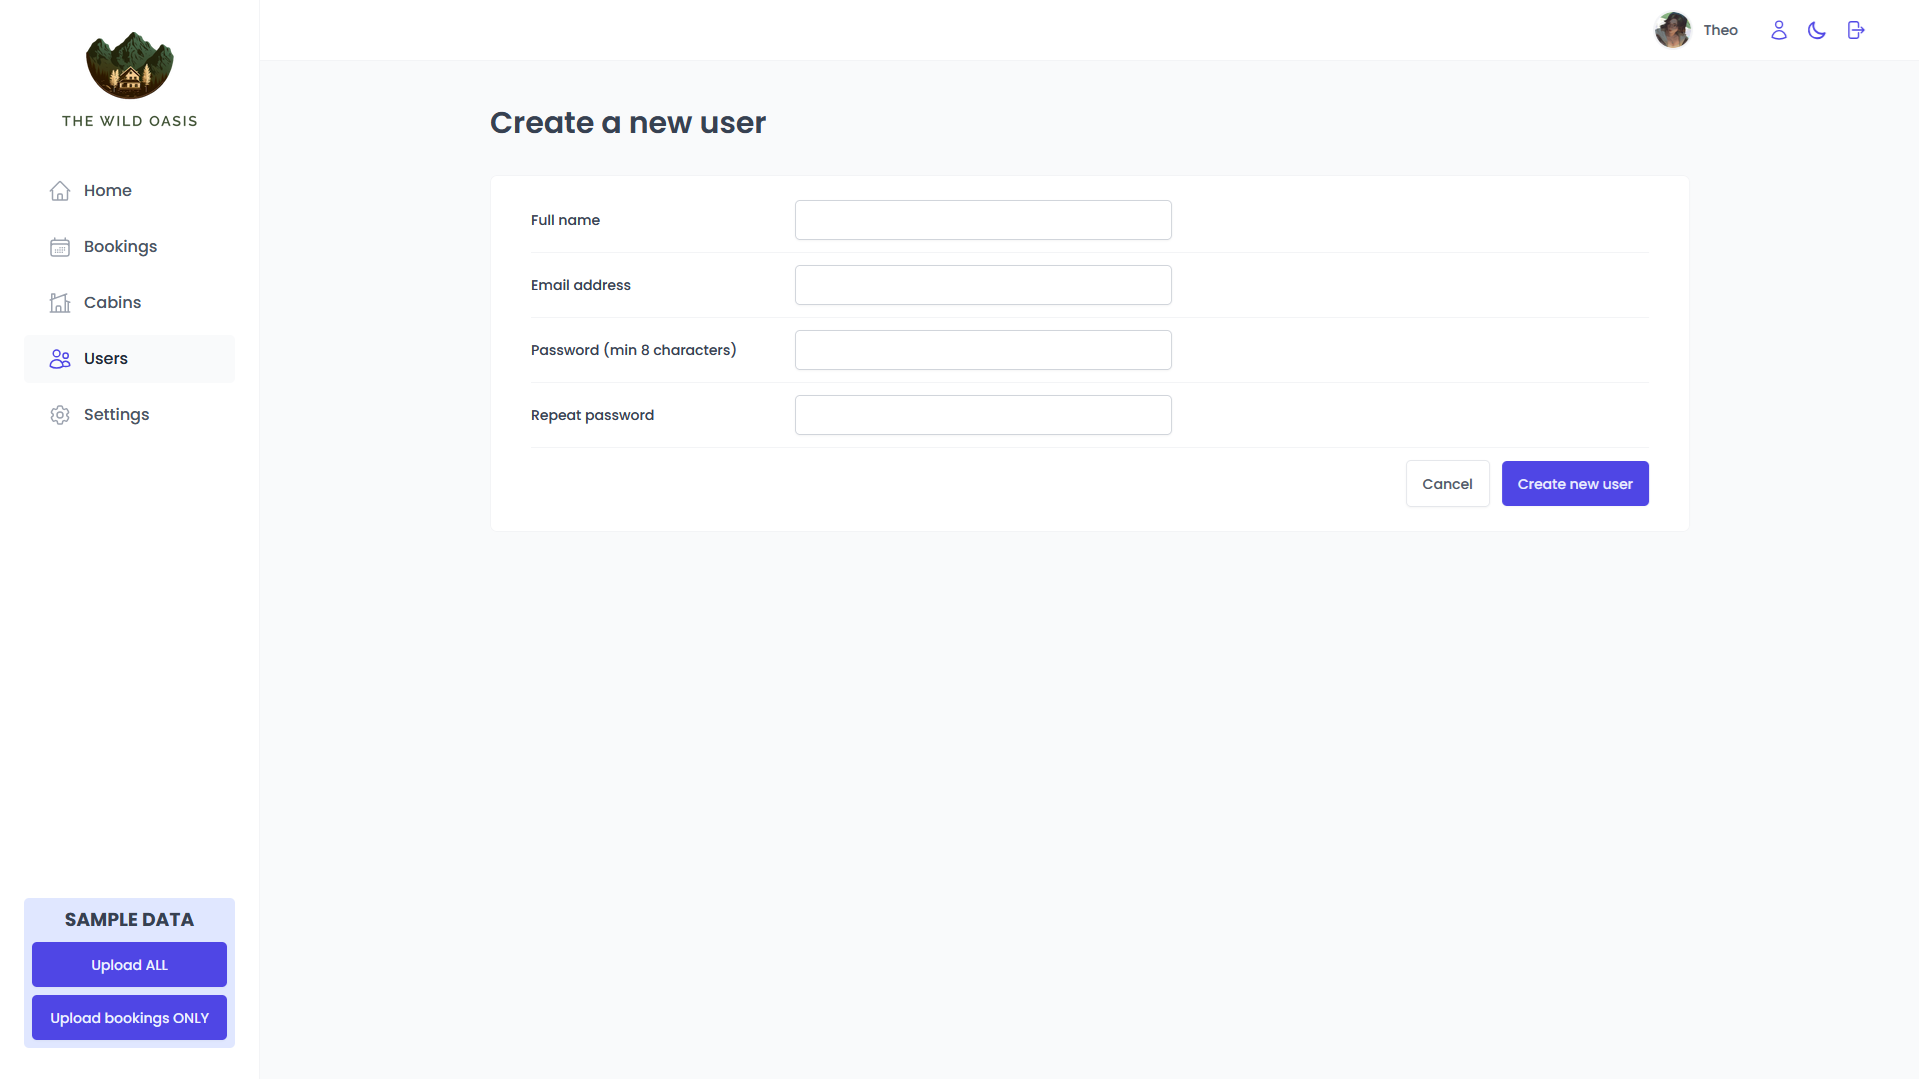 THE WILD OASIS
Home
Bookings
Cabins
Users
Settings
SAMPLE DATA
Upload ALL
Upload bookings ONLY
Theo
Create a new user
Full name
Email address
Password (min 8 characters)
Repeat password
Cancel
Create new user